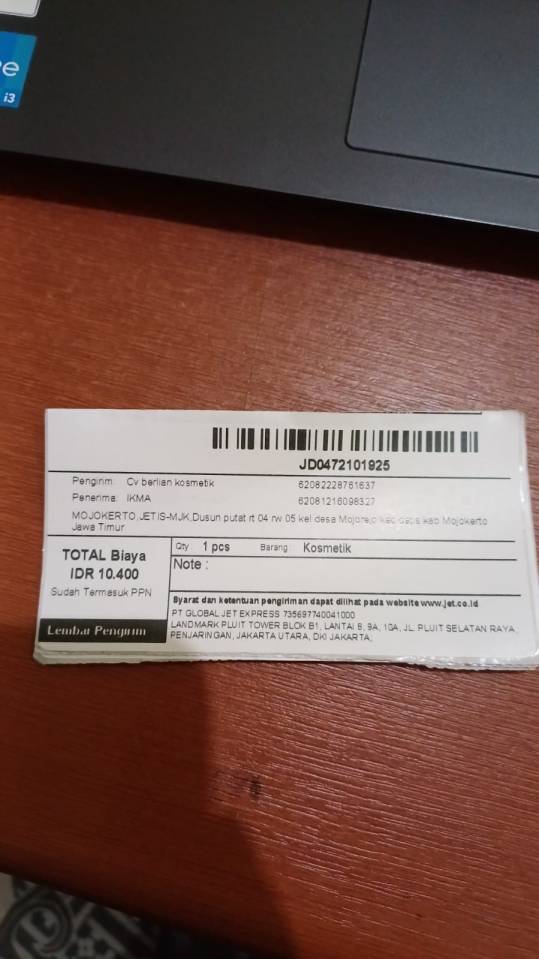 i3
JD0472101925
Pengirim: Cv berlian kosmetik 62082228761637
Penerima: IKMA 62081216098327
MOJOKERTO,JETIS-MJK,Dusun putat rt 04 rw 05 kel desa kab Mojokerto
Jawa Timur
TOTAL Biaya
IDR 10.400
Sudah Termasuk PPN
Lembar Pengirim
Qty 1 pcs Barang Kosmetik
Note :
Syarat dan ketentuan pengiriman dapat dilihat pada website www.jet.co.id
PT GLOBAL JET EXPRESS 735697740041000
LANDMARK PLUIT TOWER BLOK B1, LANTAI 8, 9A, 10A, JL. PLUIT SELATAN RAYA
PENJARINGAN, JAKARTA UTARA, DKI JAKARTA;